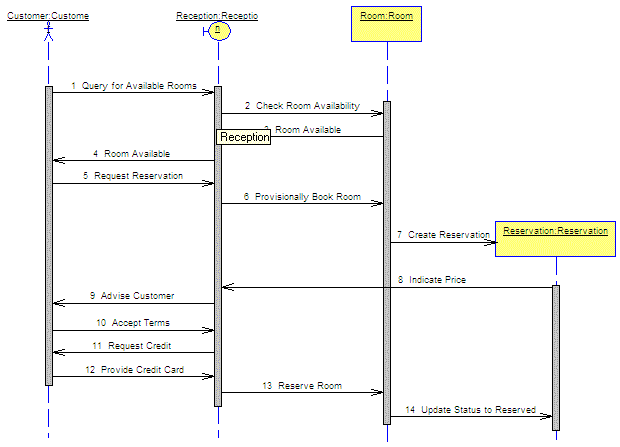 Customer:Custome
Reception:Receptio
n
Room:Room
1 Query for Available Rooms
2 Check Room Availability
Room Available
Reception
4 Room Available
5 Request Reservation
6 Provisionally Book Room
7 Create Reservation
Reservation:Reservation
8 Indicate Price
9 Advise Customer
10 Accept Terms
11 Request Credit
12 Provide Credit Card
13 Reserve Room
14 Update Status to Reserved